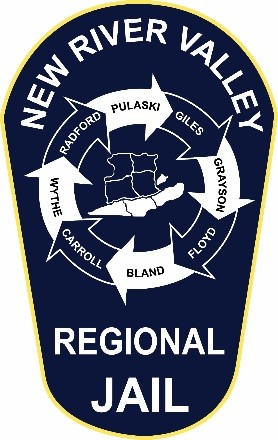 NEW RIVER VALLEY
PULASKI
GILES
GRAYSON
FLOYD
BLAND
CARROLL
WYTHE
RADFORD
REGIONAL
JAIL